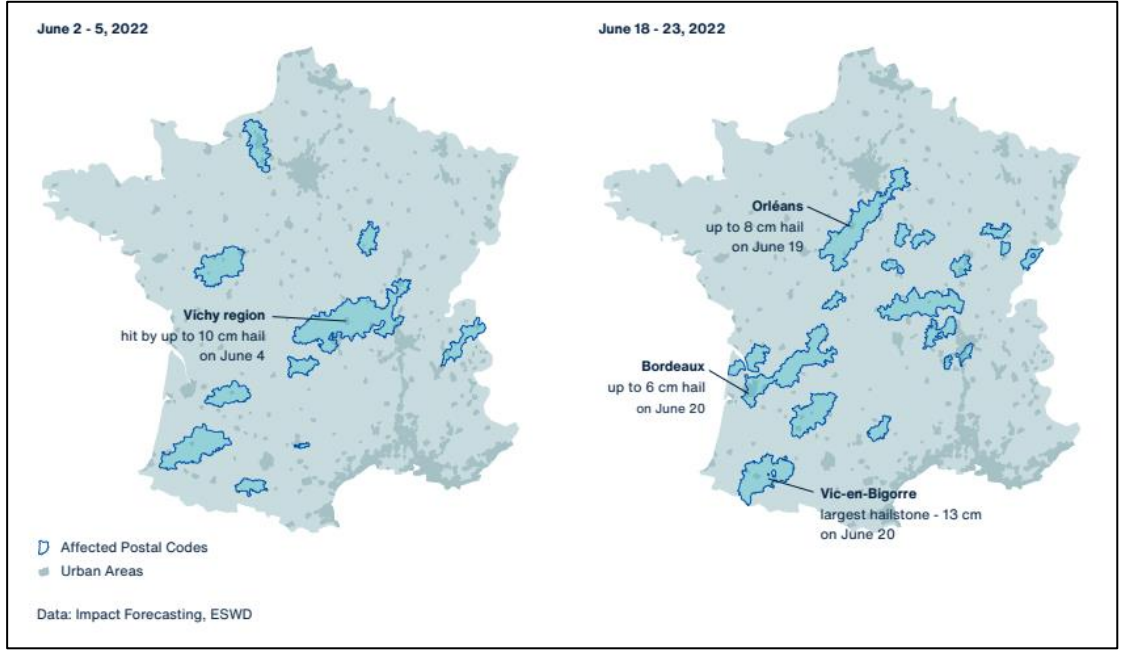 June 2 - 5, 2022
Vichy region
hit by up to 10 cm hail
on June 4
Affected Postal Codes
Urban Areas
Data: Impact Forecasting, ESWD
June 18 - 23, 2022
Orléans
up to 8 cm hail
on June 19
Bordeaux
up to 6 cm hail
on June 20
Vic-en-Bigorre
largest hailstone - 13 cm
on June 20